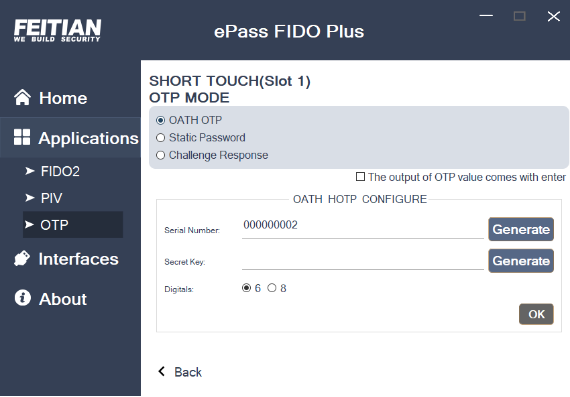 FEITIAN
WE BUILD SECURITY
ePass FIDO Plus
Home
Applications
FIDO2
PIV
OTP
Interfaces
About
SHORT TOUCH(Slot 1)
OTP MODE
OATH OTP
Static Password
Challenge Response
The output of OTP value comes with enter
OATH HOTP CONFIGURE
Serial Number: 000000002 Generate
Secret Key: Generate
Digitals: 6 8
OK
Back